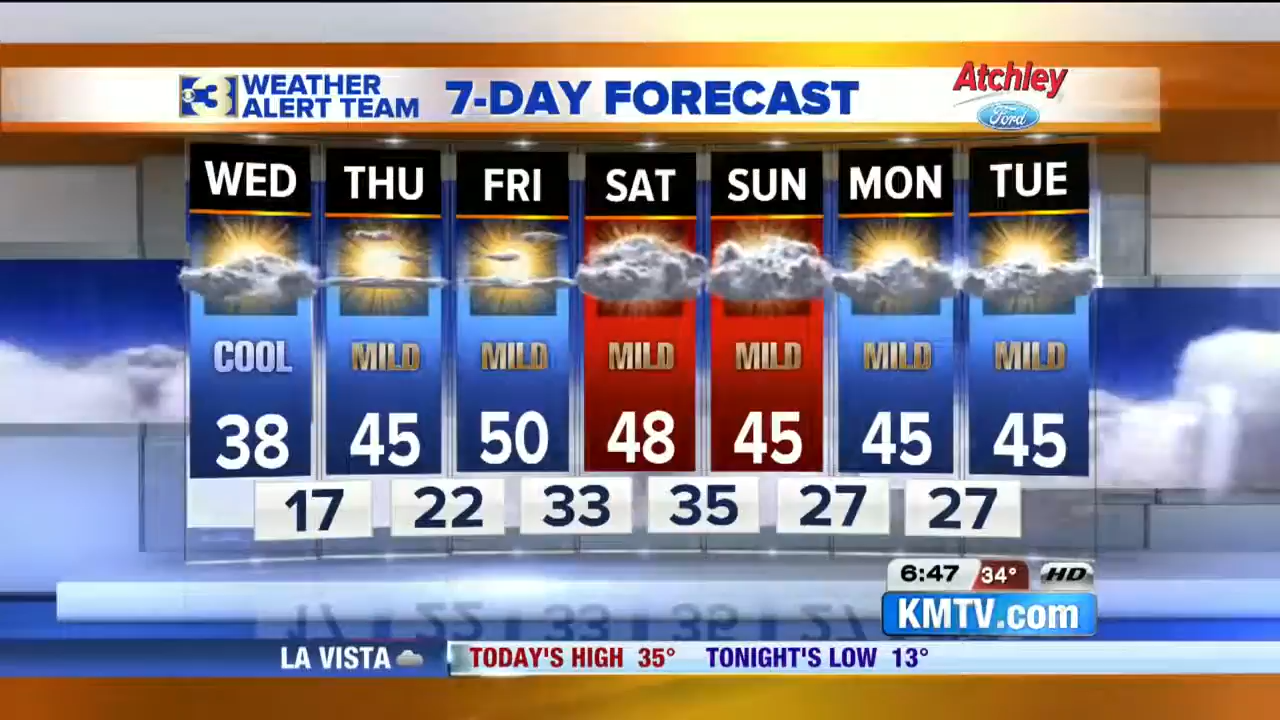 3 WEATHER ALERT TEAM
7-DAY FORECAST
Atchley
Ford
WED THU FRI SAT SUN MON TUE
COOL MILD MILD MILD MILD MILD MILD
38 45 50 48 45 45 45
17 22 33 35 27 27
6:47 34° HD
KMTV.com
LA VISTA TODAY'S HIGH 35° TONIGHT'S LOW 13°